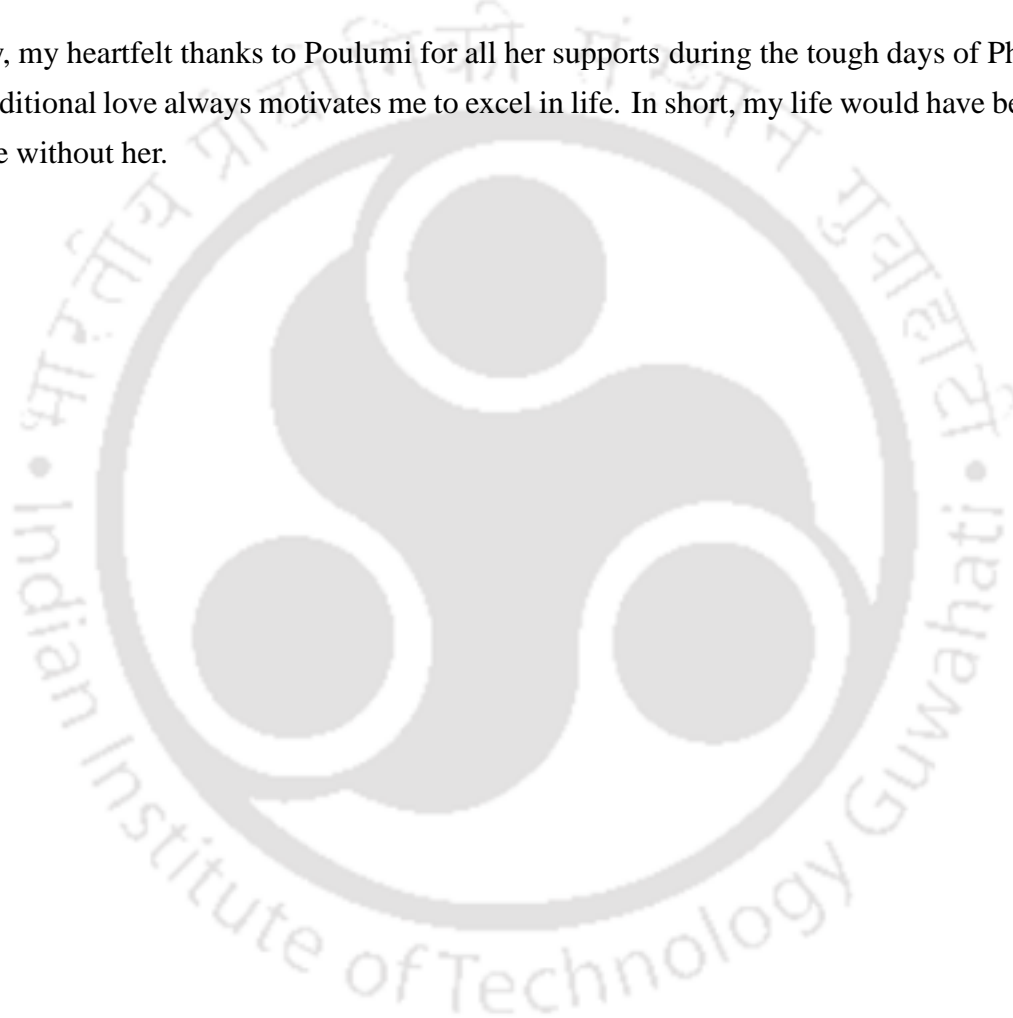 , my heartfelt thanks to Poulumi for all her supports during the tough days of Ph
ditional love always motivates me to excel in life. In short, my life would have be
e without her.
भारतीय प्रौद्योगिकी संस्थान गुवाहाटी
Indian Institute of Technology Guwahati